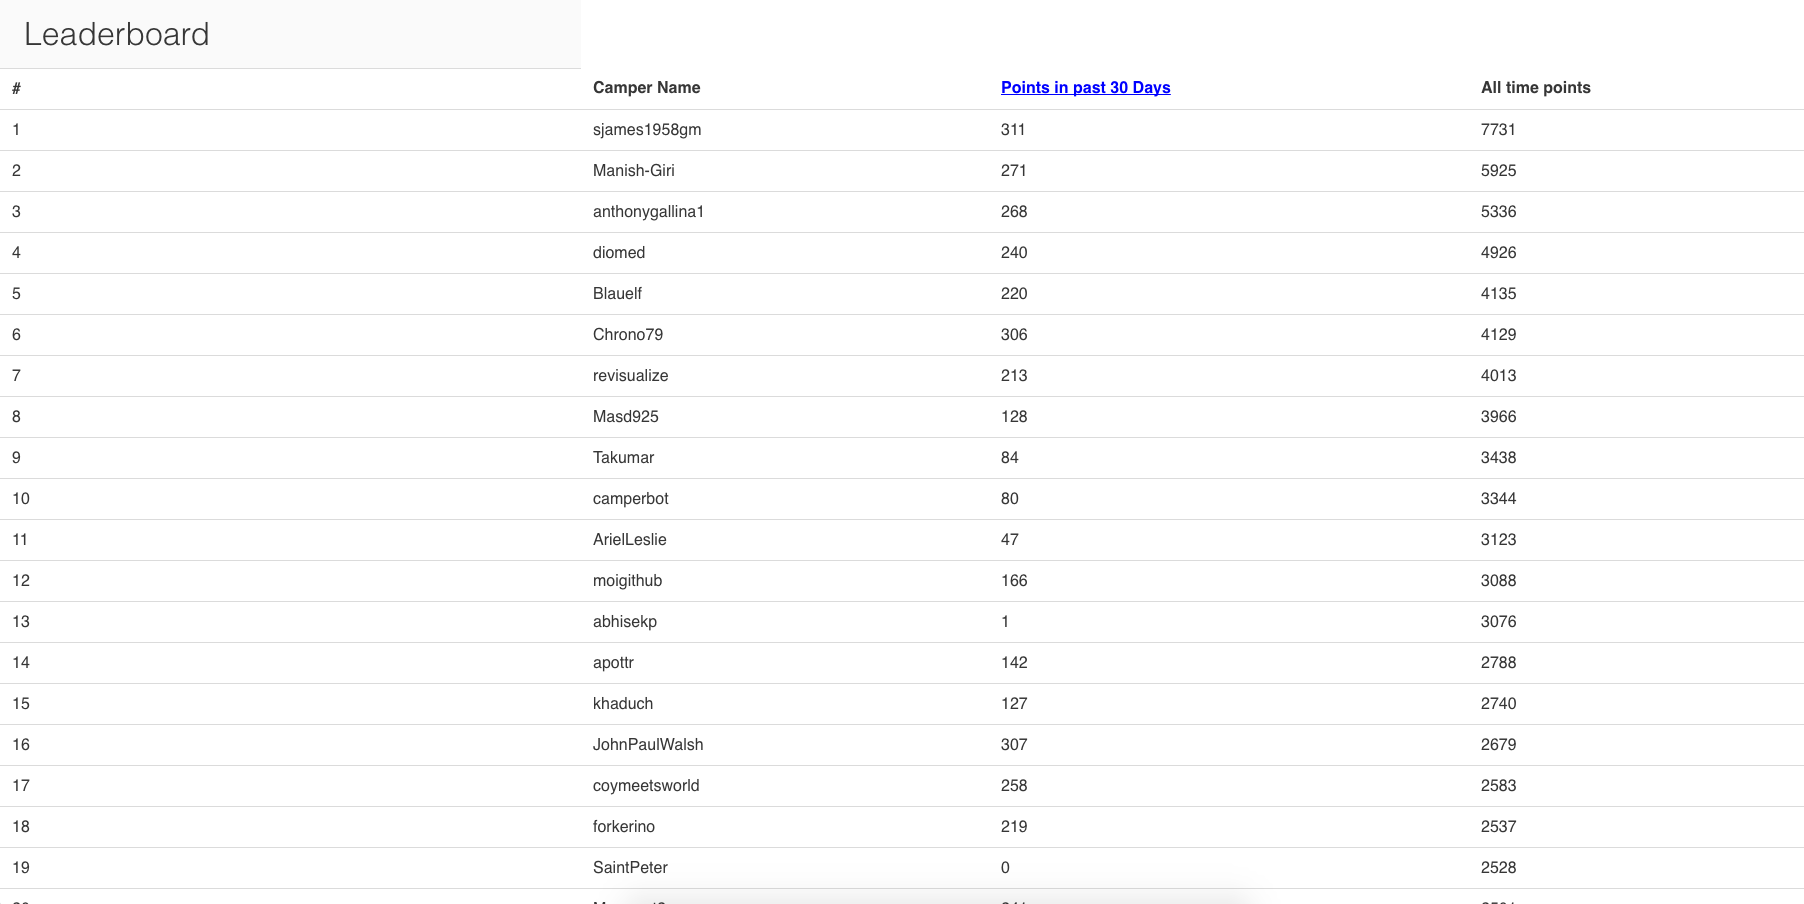 Leaderboard
# Camper Name Points in past 30 Days All time points
1 sjames1958gm 311 7731
2 Manish-Giri 271 5925
3 anthonygallina1 268 5336
4 diomed 240 4926
5 Blauelf 220 4135
6 Chrono79 306 4129
7 revisualize 213 4013
8 Masd925 128 3966
9 Takumar 84 3438
10 camperbot 80 3344
11 ArielLeslie 47 3123
12 moigithub 166 3088
13 abhisekp 1 3076
14 apottr 142 2788
15 khaduch 127 2740
16 JohnPaulWalsh 307 2679
17 coymeetsworld 258 2583
18 forkerino 219 2537
19 SaintPeter 0 2528